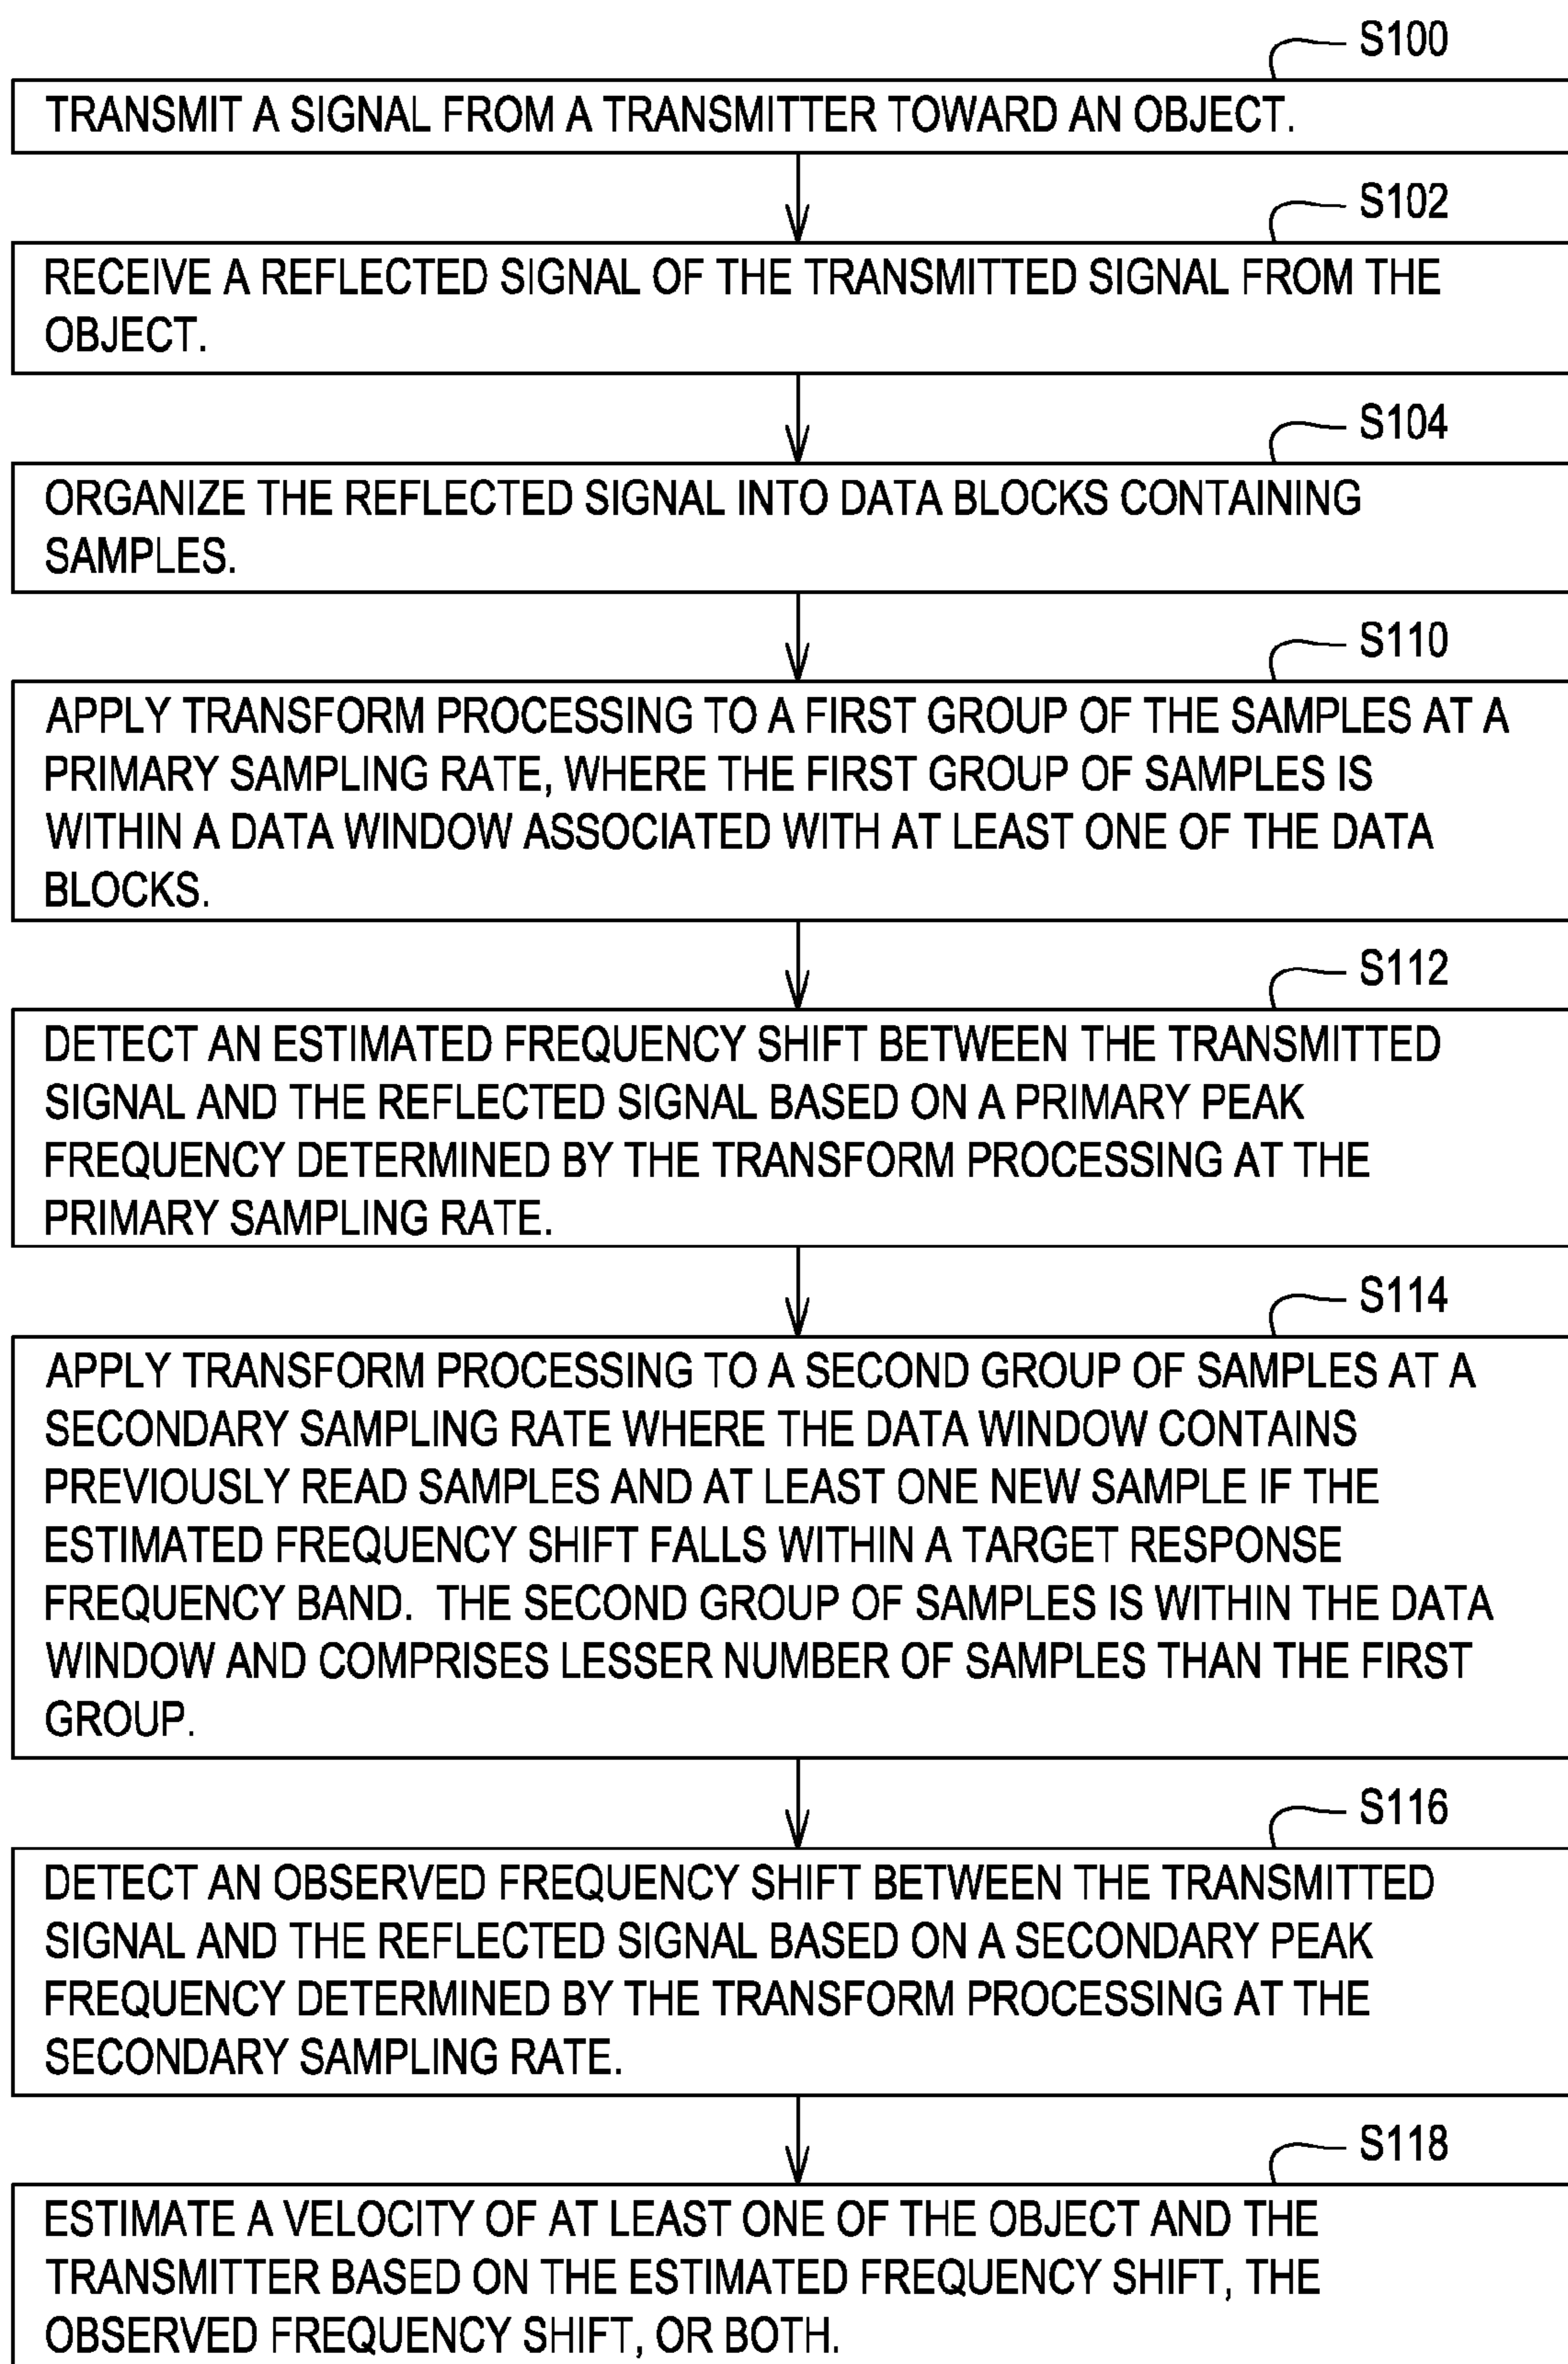 S100
TRANSMIT A SIGNAL FROM A TRANSMITTER TOWARD AN OBJECT.
S102
RECEIVE A REFLECTED SIGNAL OF THE TRANSMITTED SIGNAL FROM THE
OBJECT.
S104
ORGANIZE THE REFLECTED SIGNAL INTO DATA BLOCKS CONTAINING
SAMPLES.
S110
APPLY TRANSFORM PROCESSING TO A FIRST GROUP OF THE SAMPLES AT A
PRIMARY SAMPLING RATE, WHERE THE FIRST GROUP OF SAMPLES IS
WITHIN A DATA WINDOW ASSOCIATED WITH AT LEAST ONE OF THE DATA
BLOCKS.
S112
DETECT AN ESTIMATED FREQUENCY SHIFT BETWEEN THE TRANSMITTED
SIGNAL AND THE REFLECTED SIGNAL BASED ON A PRIMARY PEAK
FREQUENCY DETERMINED BY THE TRANSFORM PROCESSING AT THE
PRIMARY SAMPLING RATE.
S114
APPLY TRANSFORM PROCESSING TO A SECOND GROUP OF SAMPLES AT A
SECONDARY SAMPLING RATE WHERE THE DATA WINDOW CONTAINS
PREVIOUSLY READ SAMPLES AND AT LEAST ONE NEW SAMPLE IF THE
ESTIMATED FREQUENCY SHIFT FALLS WITHIN A TARGET RESPONSE
FREQUENCY BAND. THE SECOND GROUP OF SAMPLES IS WITHIN THE DATA
WINDOW AND COMPRISES LESSER NUMBER OF SAMPLES THAN THE FIRST
GROUP.
S116
DETECT AN OBSERVED FREQUENCY SHIFT BETWEEN THE TRANSMITTED
SIGNAL AND THE REFLECTED SIGNAL BASED ON A SECONDARY PEAK
FREQUENCY DETERMINED BY THE TRANSFORM PROCESSING AT THE
SECONDARY SAMPLING RATE.
S118
ESTIMATE A VELOCITY OF AT LEAST ONE OF THE OBJECT AND THE
TRANSMITTER BASED ON THE ESTIMATED FREQUENCY SHIFT, THE
OBSERVED FREQUENCY SHIFT, OR BOTH.